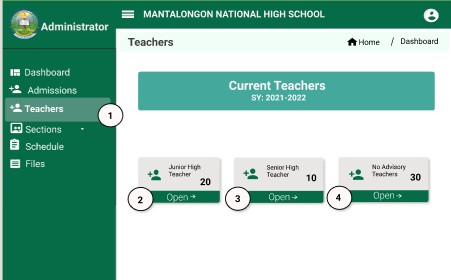 MANTALONGON NATIONAL HIGH SCHOOL
Administrator
Teachers
Home / Dashboard
Dashboard
Admissions
Teachers
1
Sections
Schedule
Files
Current Teachers
SY: 2021-2022
Junior High
Teacher 20
Open →
2
Senior High
Teacher 10
Open →
3
No Advisory
Teachers 30
Open →
4